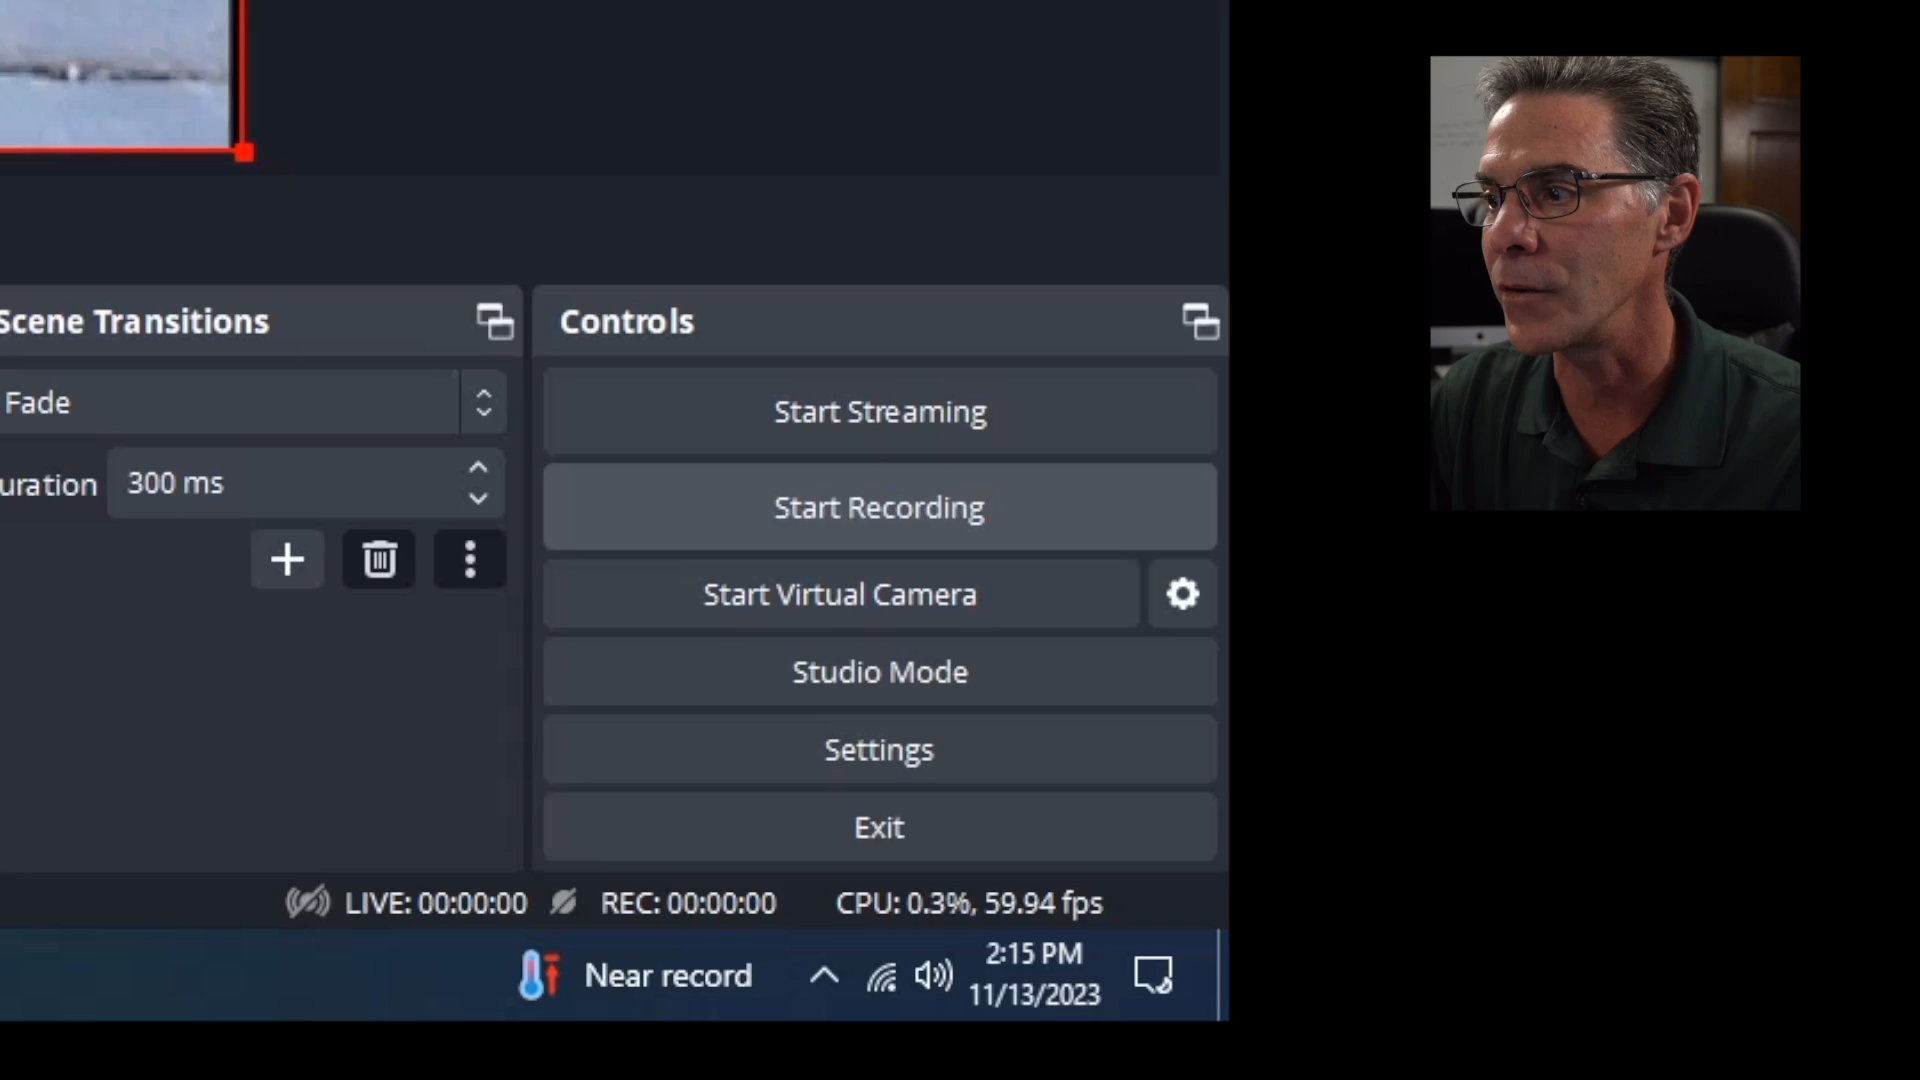 Scene Transitions
Fade
uration 300 ms
Controls
Start Streaming
Start Recording
Start Virtual Camera
Studio Mode
Settings
Exit
LIVE: 00:00:00 REC: 00:00:00 CPU: 0.3%, 59.94 fps
Near record
2:15 PM
11/13/2023